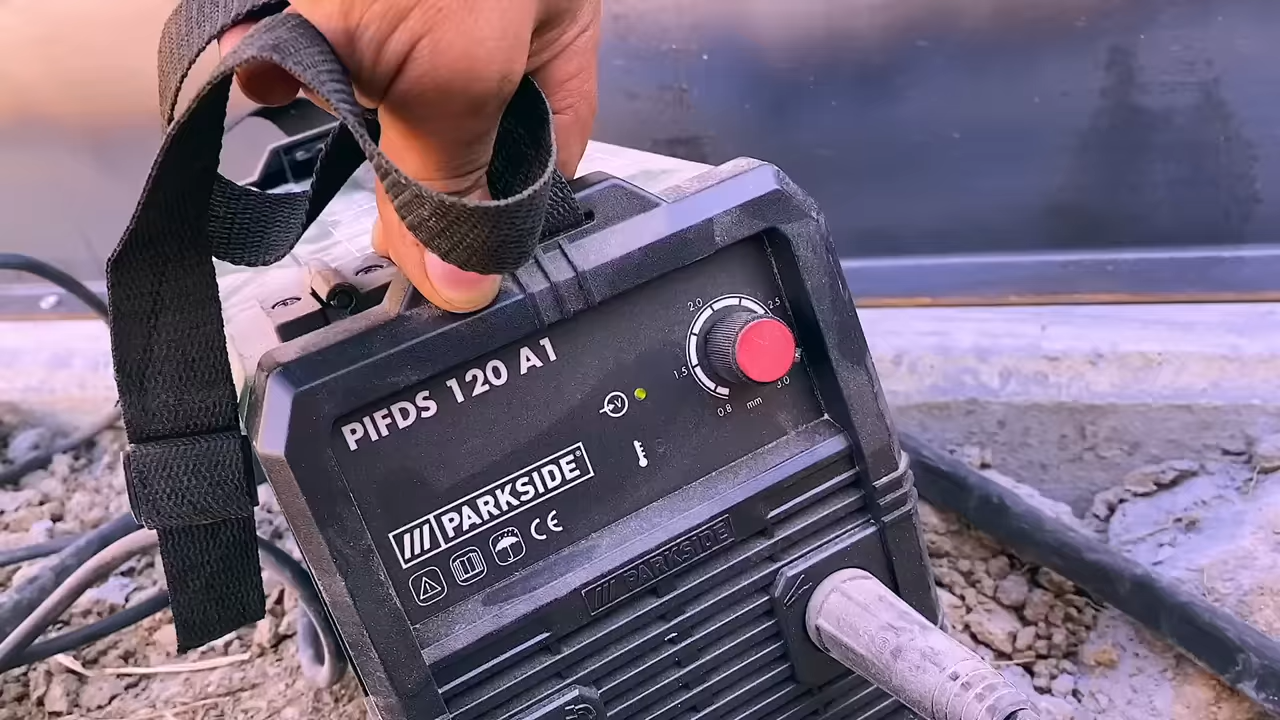 PIFDS 120 A1
2.0
2.5
1.5
3.0
0.8
mm
V
PARKSIDE®
CE
PARKSIDE